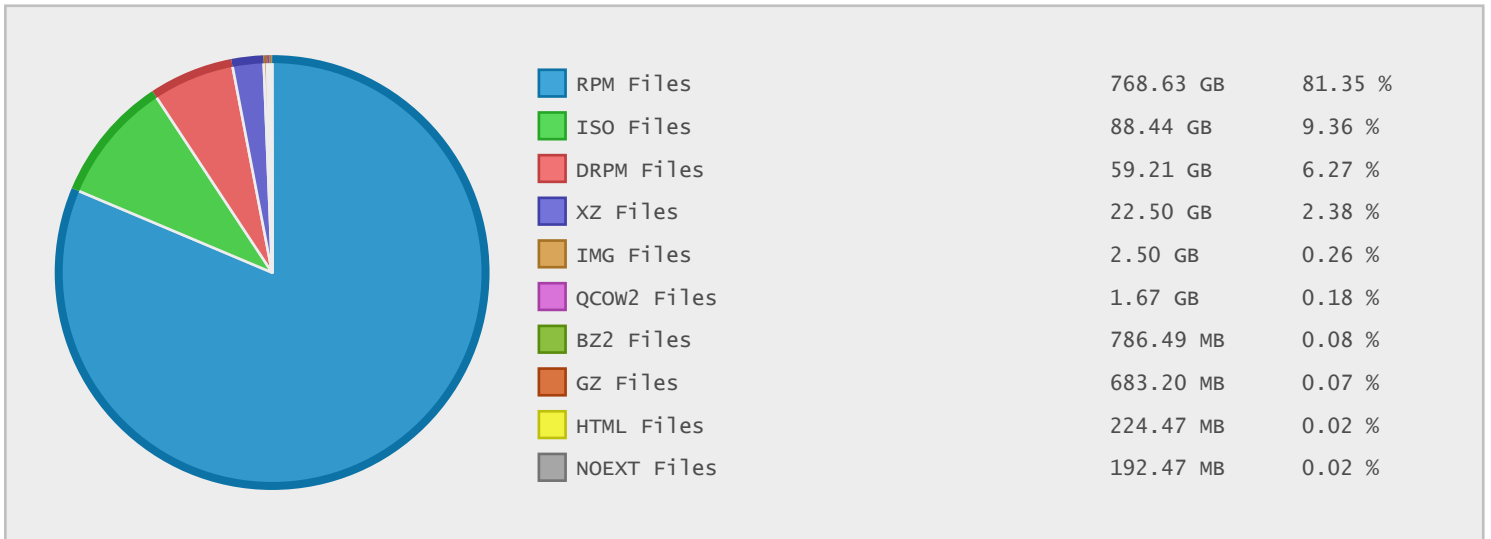 RPM Files 768.63 GB 81.35 %
ISO Files 88.44 GB 9.36 %
DRPM Files 59.21 GB 6.27 %
XZ Files 22.50 GB 2.38 %
IMG Files 2.50 GB 0.26 %
QCOW2 Files 1.67 GB 0.18 %
BZ2 Files 786.49 MB 0.08 %
GZ Files 683.20 MB 0.07 %
HTML Files 224.47 MB 0.02 %
NOEXT Files 192.47 MB 0.02 %